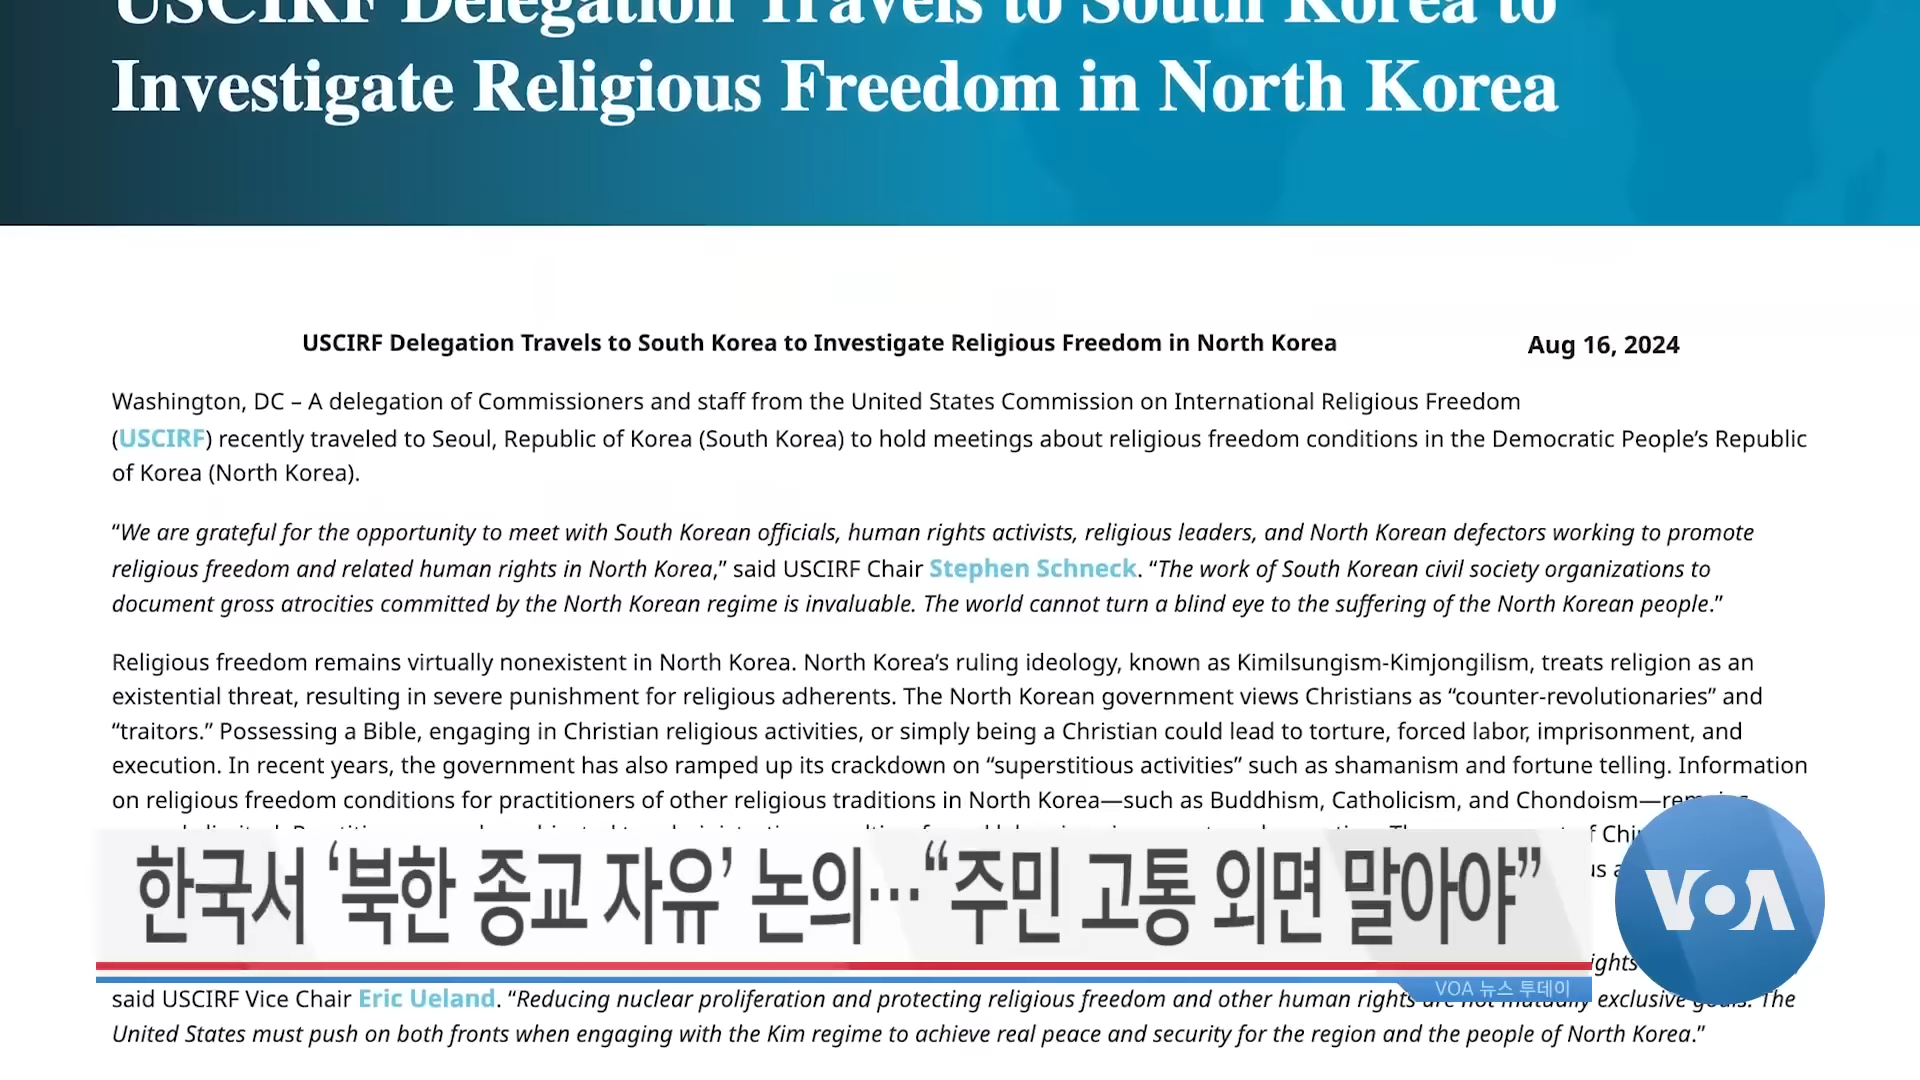 USCIRF Delegation Travels to South Korea to
Investigate Religious Freedom in North Korea
USCIRF Delegation Travels to South Korea to Investigate Religious Freedom in North Korea
Aug 16, 2024
Washington, DC – A delegation of Commissioners and staff from the United States Commission on International Religious Freedom
(USCIRF) recently traveled to Seoul, Republic of Korea (South Korea) to hold meetings about religious freedom conditions in the Democratic People’s Republic
of Korea (North Korea).
“We are grateful for the opportunity to meet with South Korean officials, human rights activists, religious leaders, and North Korean defectors working to promote
religious freedom and related human rights in North Korea,” said USCIRF Chair Stephen Schneck. “The work of South Korean civil society organizations to
document gross atrocities committed by the North Korean regime is invaluable. The world cannot turn a blind eye to the suffering of the North Korean people.”
Religious freedom remains virtually nonexistent in North Korea. North Korea’s ruling ideology, known as Kimilsungism-Kimjongilism, treats religion as an
existential threat, resulting in severe punishment for religious adherents. The North Korean government views Christians as “counter-revolutionaries” and
“traitors.” Possessing a Bible, engaging in Christian religious activities, or simply being a Christian could lead to torture, forced labor, imprisonment, and
execution. In recent years, the government has also ramped up its crackdown on “superstitious activities” such as shamanism and fortune telling. Information
on religious freedom conditions for practitioners of other religious traditions in North Korea—such as Buddhism, Catholicism, and Chondoism—remains
한국서 ‘북한 종교 자유’ 논의…“주민 고통 외면 말아야”
VOA
VOA 뉴스 투데이
said USCIRF Vice Chair Eric Ueland. “Reducing nuclear proliferation and protecting religious freedom and other human rights are not mutually exclusive goals. The
United States must push on both fronts when engaging with the Kim regime to achieve real peace and security for the region and the people of North Korea.”